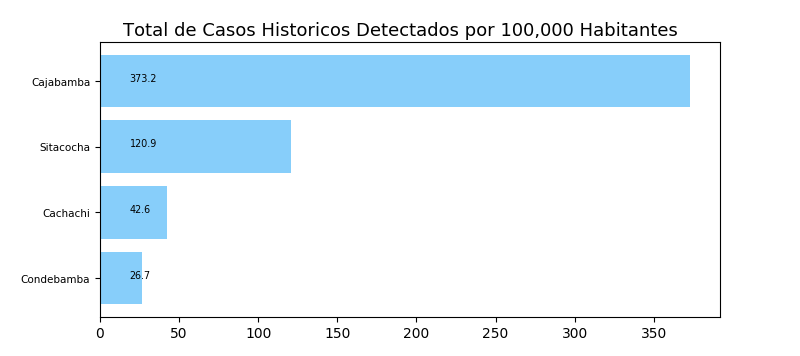 Total de Casos Historicos Detectados por 100,000 Habitantes
Cajabamba 373.2
Sitacocha 120.9
Cachachi 42.6
Condebamba 26.7
0 50 100 150 200 250 300 350